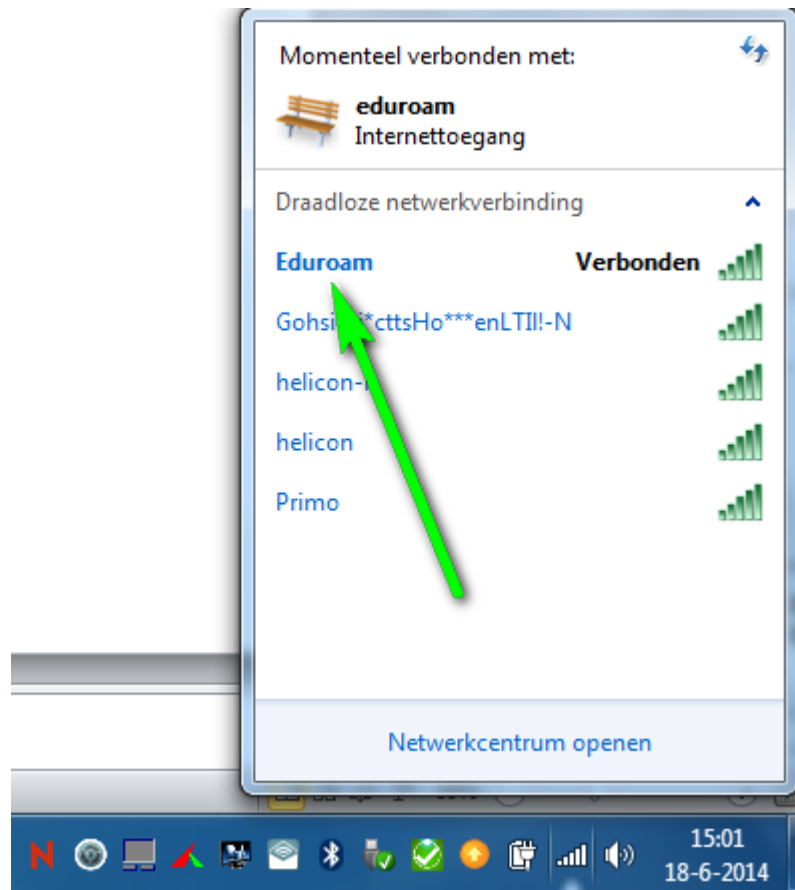 Momenteel verbonden met:
eduroam
Internettoegang
Draadloze netwerkverbinding
Eduroam Verbonden
helicon
Primo
Netwerkcentrum openen
N
15:01
18-6-2014